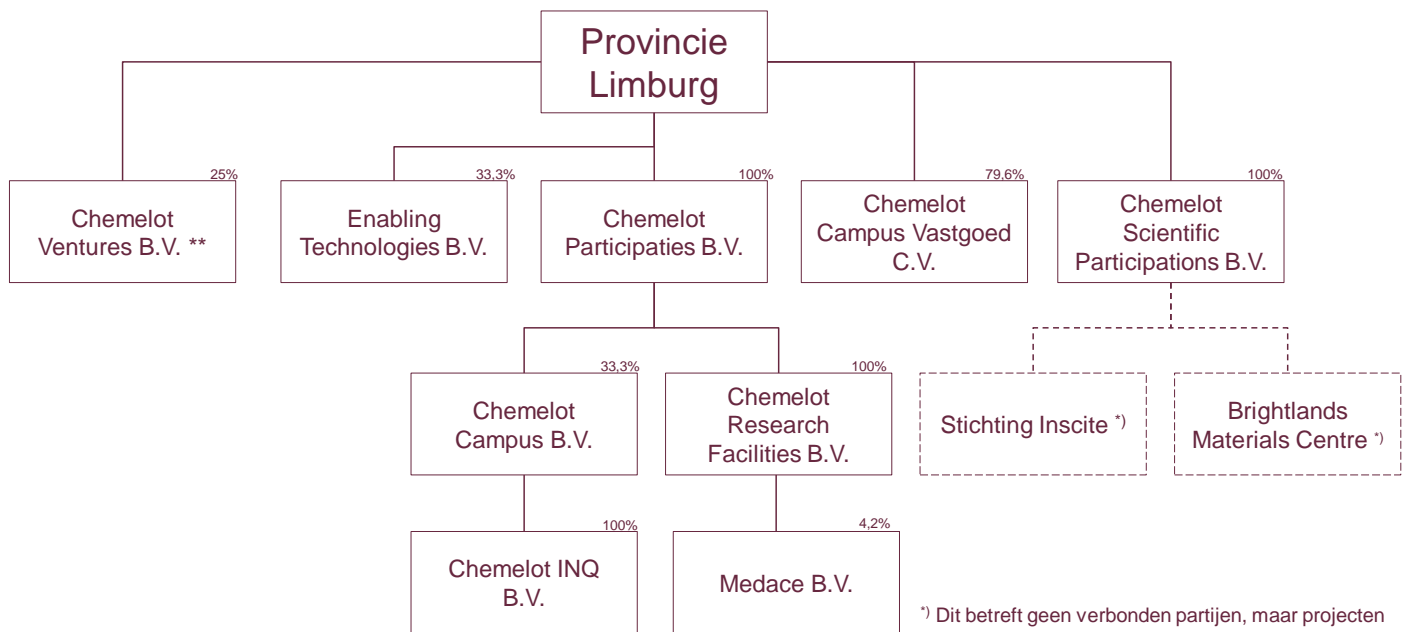 Provincie
Limburg
25%
Chemelot
Ventures B.V. **
33,3%
Enabling
Technologies B.V.
100%
Chemelot
Participaties B.V.
79,6%
Chemelot
Campus Vastgoed
C.V.
100%
Chemelot
Scientific
Participations B.V.
33,3%
Chemelot
Campus B.V.
100%
Chemelot
Research
Facilities B.V.
Stichting Inscite *)
Brightlands
Materials Centre *)
100%
Chemelot INQ
B.V.
4,2%
Medace B.V.
*) Dit betreft geen verbonden partijen, maar projecten